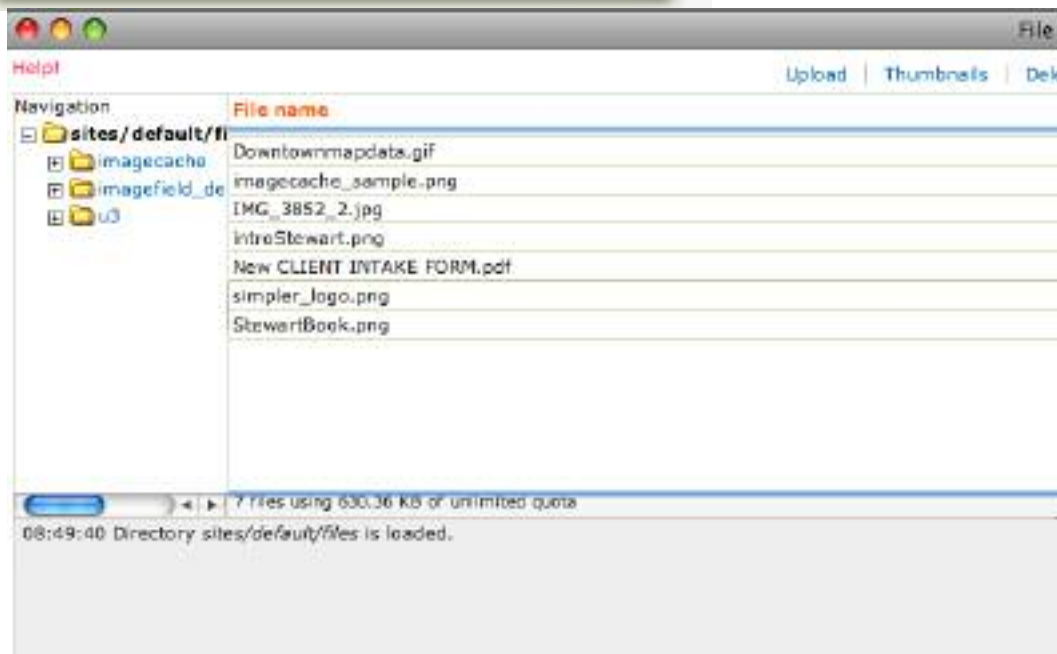 File
Help!
Upload | Thumbnails |
Navigation
File name
sites/default/fi
Downtownmapdata.gif
imagecache
imagecache_sample.png
imagefield_de
IMG_3852_2.jpg
u3
introStewart.png
New CLIENT INTAKE FORM.pdf
simpler_logo.png
StewartBook.png
7 files using 630.36 KB of unlimited quota
08:49:40 Directory sites/default/files is loaded.